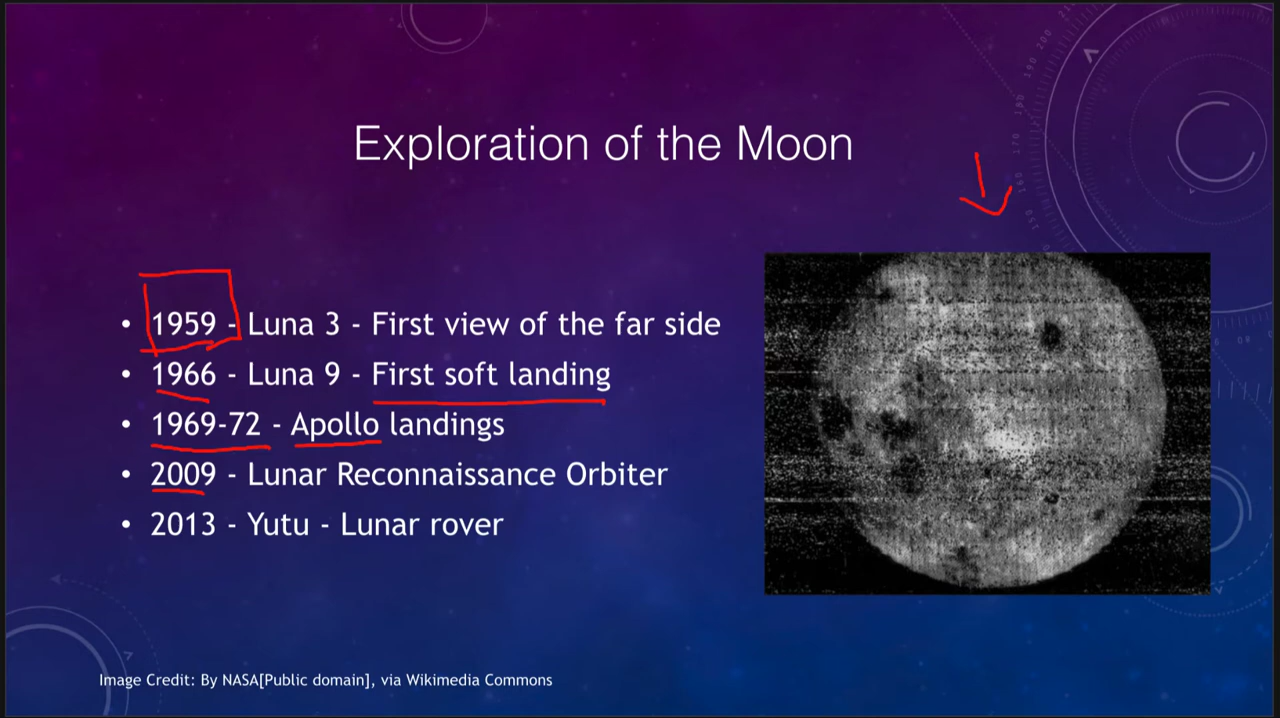 Exploration of the Moon
• 1959 - Luna 3 - First view of the far side
• 1966 - Luna 9 - First soft landing
• 1969-72 - Apollo landings
• 2009 - Lunar Reconnaissance Orbiter
• 2013 - Yutu - Lunar rover
Image Credit: By NASA[Public domain], via Wikimedia Commons